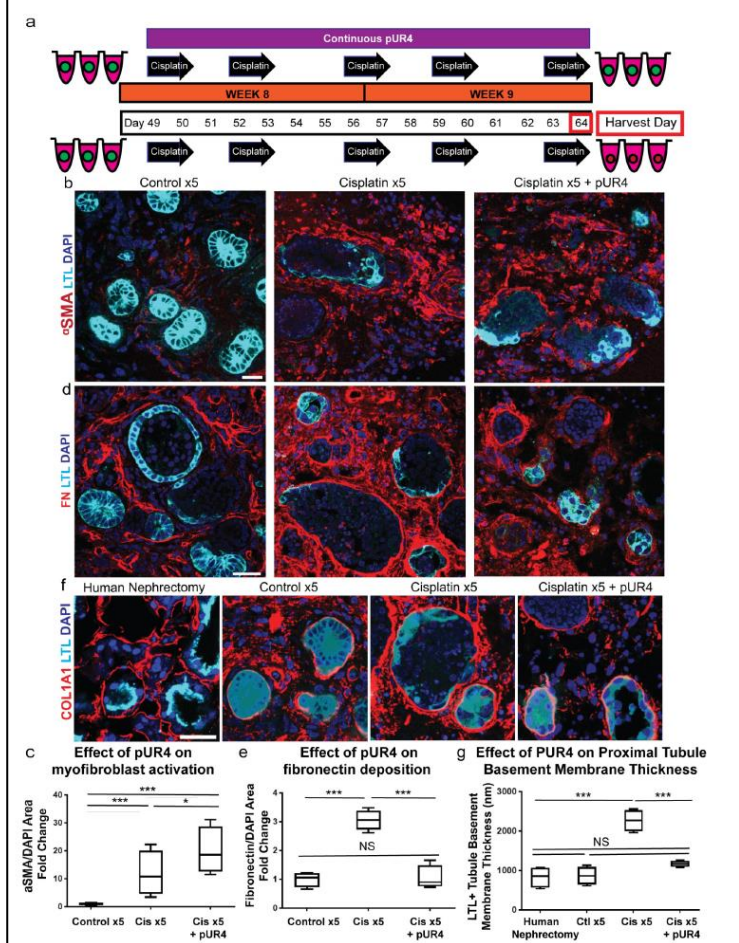 a
Continuous pUR4
Cisplatin Cisplatin Cisplatin Cisplatin Cisplatin
WEEK 8 WEEK 9
Day 49 50 51 52 53 54 55 56 57 58 59 60 61 62 63 64 Harvest Day
Cisplatin Cisplatin Cisplatin Cisplatin Cisplatin
b Control x5 Cisplatin x5 Cisplatin x5 + pUR4
αSMA LTL DAPI
d
FN LTL DAPI
f Human Nephrectomy Control x5 Cisplatin x5 Cisplatin x5 + pUR4
COL1A1 LTL DAPI
c Effect of pUR4 on
myofibroblast activation
aSMA/DAPI Area
Fold Change
40
30
20
10
0
***
*** *
Control x5 Cis x5 Cis x5
+ pUR4
e Effect of pUR4 on
fibronectin deposition
Fibronectin/DAPI Area
Fold Change
4
3
2
1
0
*** ***
NS
Control x5 Cis x5 Cis x5
+ pUR4
g Effect of PUR4 on Proximal Tubule
Basement Membrane Thickness
LTL+ Tubule Basement
Membrane Thickness (nm)
3000
2000
1000
0
*** ***
NS
Human
Nephrectomy
Ctl x5 Cis x5 Cis x5
+ pUR4